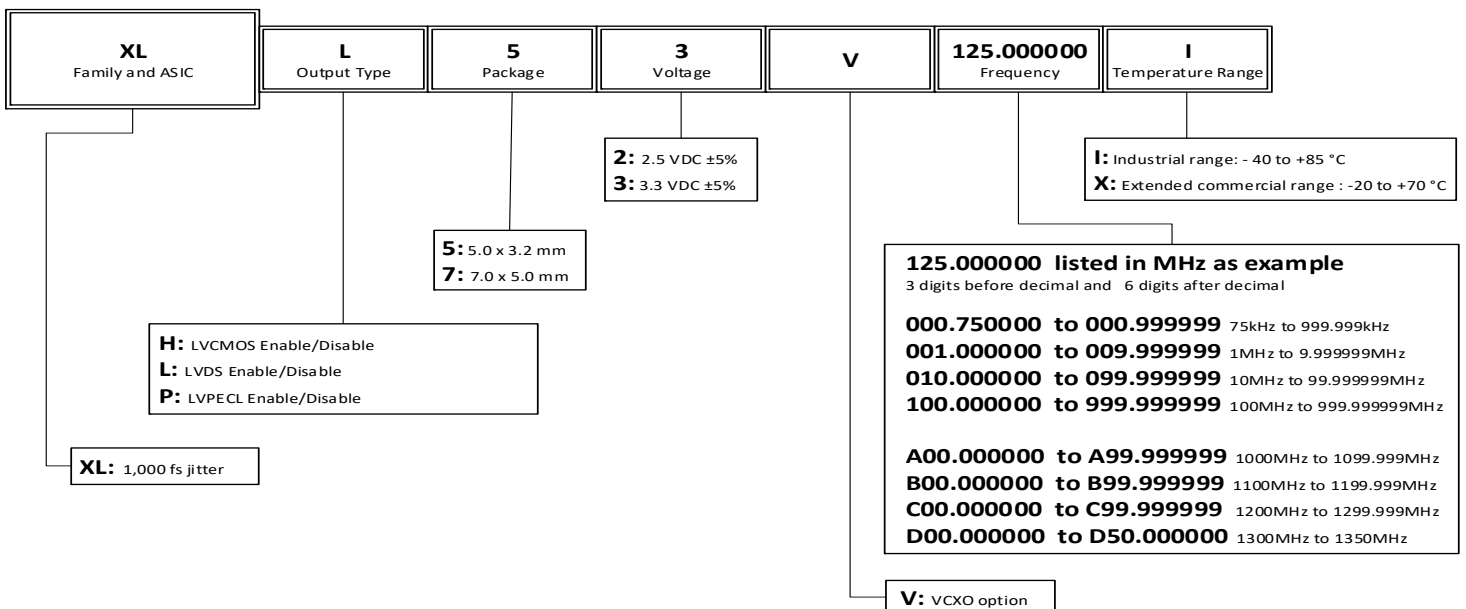 XL
Family and ASIC
L
Output Type
5
Package
3
Voltage
V
125.000000
Frequency
I
Temperature Range
2: 2.5 VDC ±5%
3: 3.3 VDC ±5%
I: Industrial range: - 40 to +85 °C
X: Extended commercial range : -20 to +70 °C
5: 5.0 x 3.2 mm
7: 7.0 x 5.0 mm
125.000000 listed in MHz as example
3 digits before decimal and 6 digits after decimal
000.750000 to 000.999999 75kHz to 999.999kHz
001.000000 to 009.999999 1MHz to 9.999999MHz
010.000000 to 099.999999 10MHz to 99.999999MHz
100.000000 to 999.999999 100MHz to 999.999999MHz
A00.000000 to A99.999999 1000MHz to 1099.999MHz
B00.000000 to B99.999999 1100MHz to 1199.999MHz
C00.000000 to C99.999999 1200MHz to 1299.999MHz
D00.000000 to D50.000000 1300MHz to 1350MHz
H: LVCMOS Enable/Disable
L: LVDS Enable/Disable
P: LVPECL Enable/Disable
XL: 1,000 fs jitter
V: VCXO option